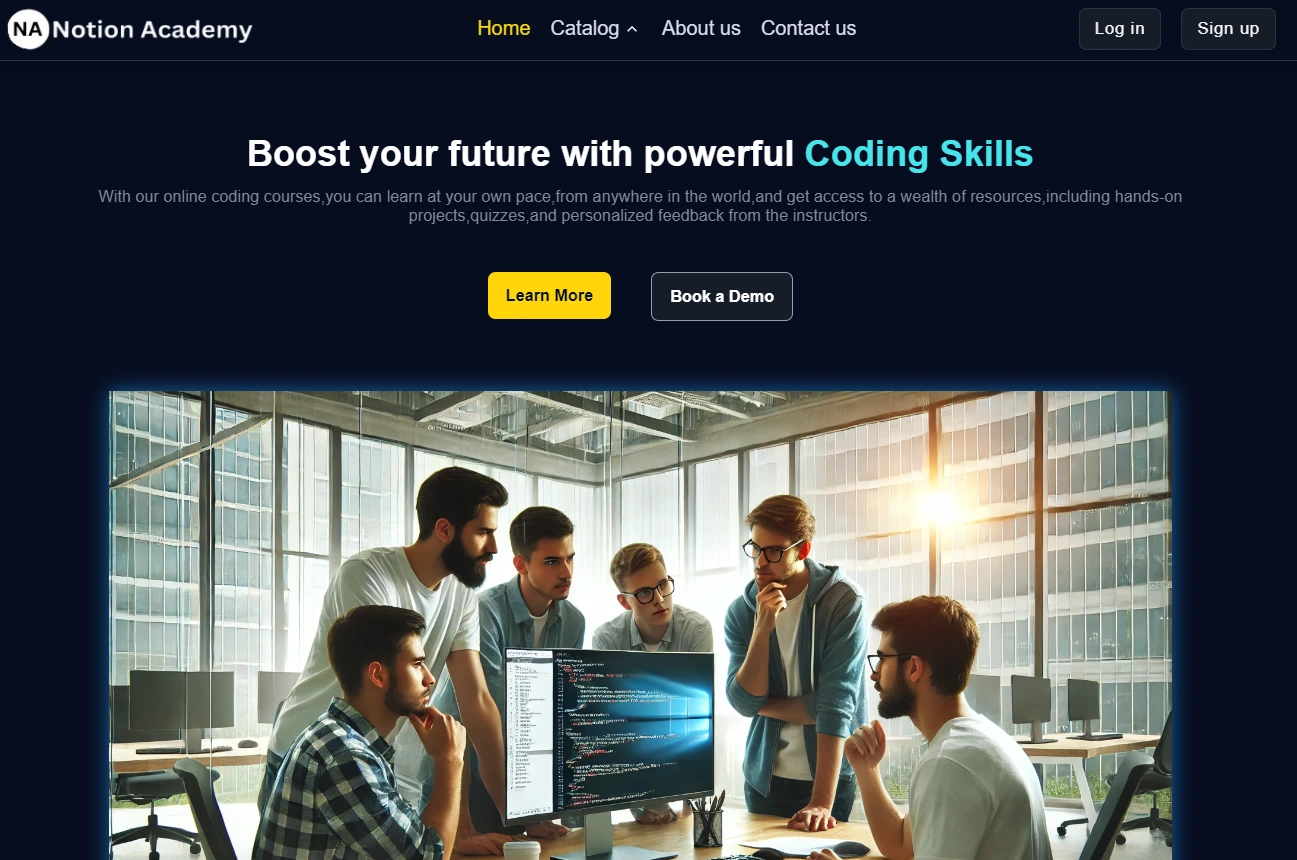 NA Notion Academy
Home Catalog About us Contact us
Log in Sign up
Boost your future with powerful Coding Skills
With our online coding courses,you can learn at your own pace,from anywhere in the world,and get access to a wealth of resources,including hands-on
projects,quizzes,and personalized feedback from the instructors.
Learn More Book a Demo